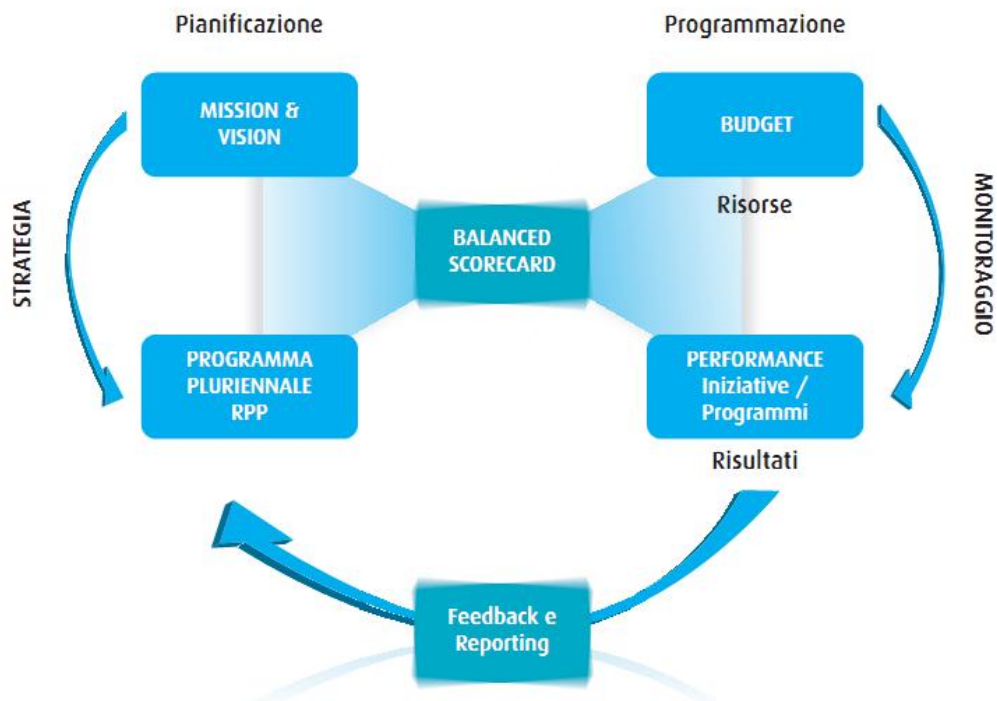 Pianificazione
Programmazione
MISSION &
VISION
BUDGET
STRATEGIA
Risorse
MONITORAGGIO
BALANCED
SCORECARD
PROGRAMMA
PLURIENNALE
RPP
PERFORMANCE
Iniziative /
Programmi
Risultati
Feedback e
Reporting